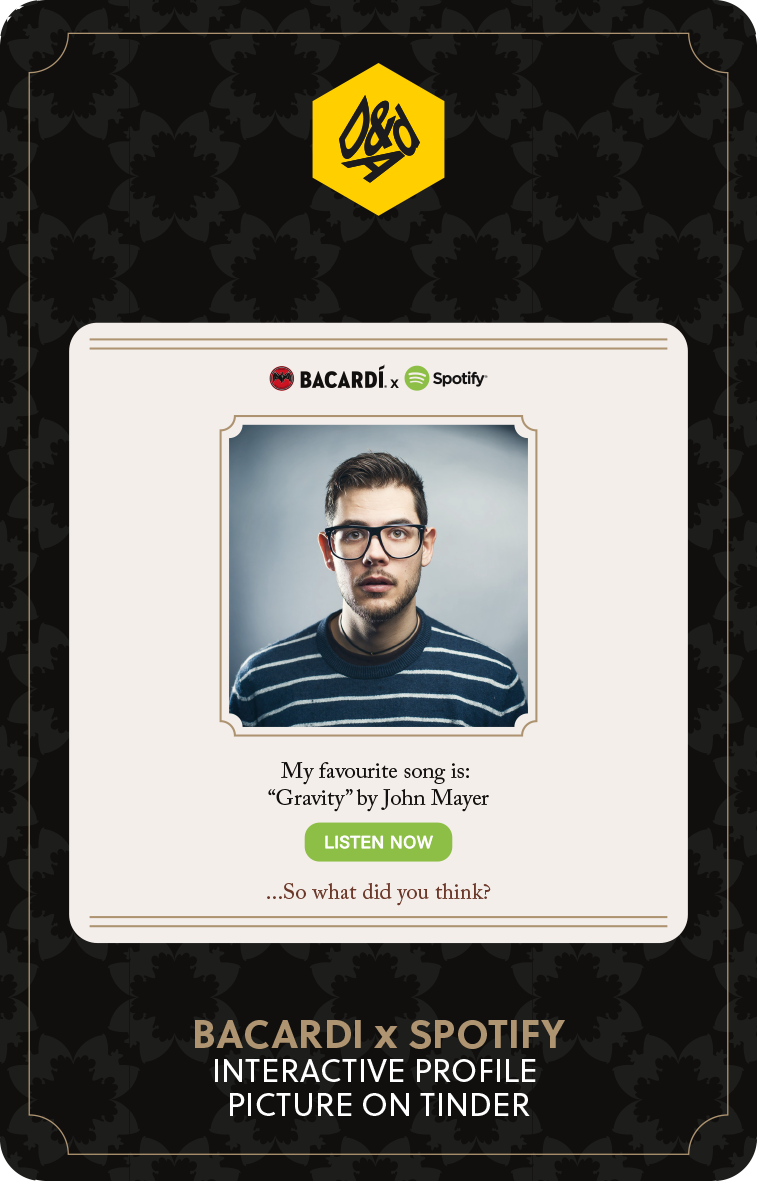 D&AD
BACARDÍ. x Spotify®
My favourite song is:
“Gravity” by John Mayer
LISTEN NOW
...So what did you think?
BACARDI x SPOTIFY
INTERACTIVE PROFILE
PICTURE ON TINDER